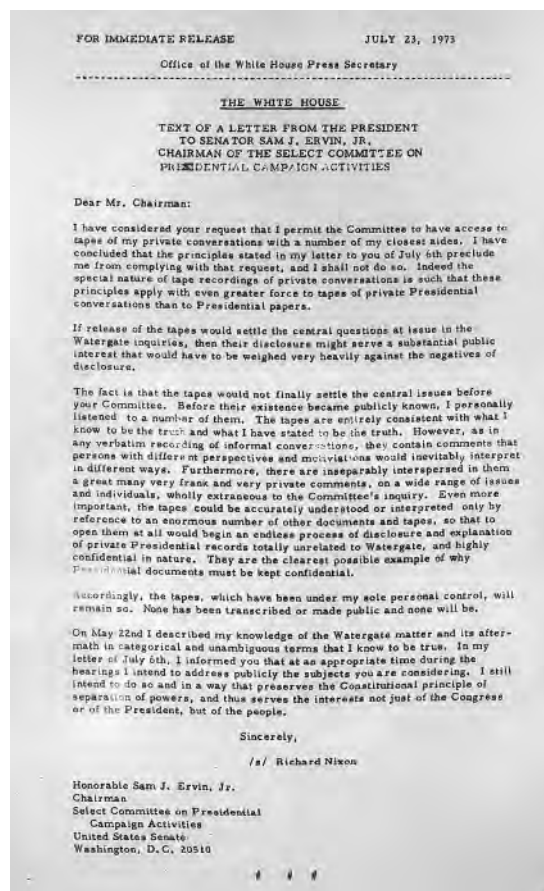 FOR IMMEDIATE RELEASE JULY 23, 1973
Office of the White House Press Secretary
THE WHITE HOUSE
TEXT OF A LETTER FROM THE PRESIDENT
TO SENATOR SAM J. ERVIN, JR.
CHAIRMAN OF THE SELECT COMMITTEE ON
PRESIDENTIAL CAMPAIGN ACTIVITIES
Dear Mr. Chairman:
I have considered your request that I permit the Committee to have access to
tapes of my private conversations with a number of my closest aides. I have
concluded that the principles stated in my letter to you of July 6th preclude
me from complying with that request, and I shall not do so. Indeed the
special nature of tape recordings of private conversations is such that these
principles apply with even greater force to tapes of private Presidential
conversations than to Presidential papers.
If release of the tapes would settle the central questions at issue in the
Watergate inquiries, then their disclosure might serve a substantial public
interest that would have to be weighed very heavily against the negatives of
disclosure.
The fact is that the tapes would not finally settle the central issues before
your Committee. Before their existence became publicly known, I personally
listened to a number of them. The tapes are entirely consistent with what I
know to be the truth and what I have stated to be the truth. However, as in
any verbatim recording of informal conversations, they contain comments that
persons with different perspectives and motivations would inevitably interpret
in different ways. Furthermore, there are inseparably interspersed in them
a great many very frank and very private comments, on a wide range of issues
and individuals, wholly extraneous to the Committee's inquiry. Even more
important, the tapes could be accurately understood or interpreted only by
reference to an enormous number of other documents and tapes, so that to
open them at all would begin an endless process of disclosure and explanation
of private Presidential records totally unrelated to Watergate, and highly
confidential in nature. They are the clearest possible example of why
Presidential documents must be kept confidential.
Accordingly, the tapes, which have been under my sole personal control, will
remain so. None has been transcribed or made public and none will be.
On May 22nd I described my knowledge of the Watergate matter and its after-
math in categorical and unambiguous terms that I know to be true. In my
letter of July 6th, I informed you that at an appropriate time during the
hearings I intend to address publicly the subjects you are considering. I still
intend to do so and in a way that preserves the Constitutional principle of
separation of powers, and thus serves the interests not just of the Congress
or of the President, but of the people.
Sincerely,
/s/ Richard Nixon
Honorable Sam J. Ervin, Jr.
Chairman
Select Committee on Presidential
Campaign Activities
United States Senate
Washington, D.C. 20510
# # #